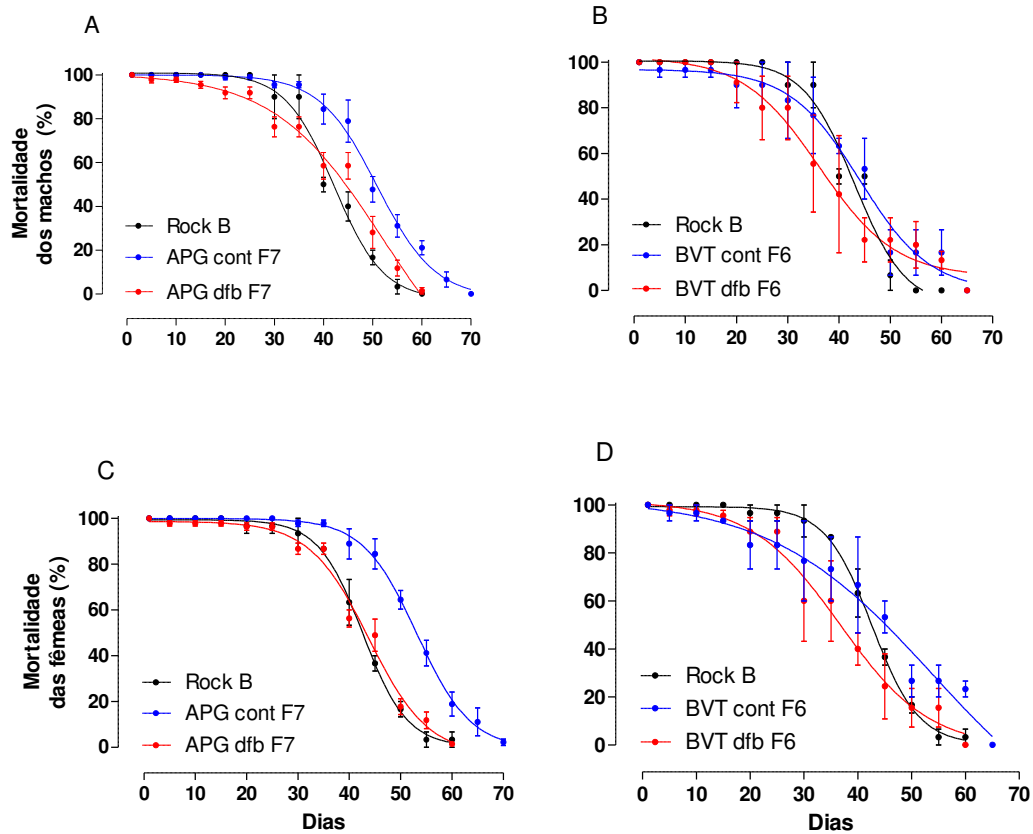 A
Mortalidade
dos machos (%)
100
80
60
40
20
0
Rock B
APG cont F7
APG dfb F7
0 10 20 30 40 50 60 70
B
100
80
60
40
20
0
Rock B
BVT cont F6
BVT dfb F6
0 10 20 30 40 50 60 70
C
Mortalidade
das fêmeas (%)
100
80
60
40
20
0
Rock B
APG cont F7
APG dfb F7
0 10 20 30 40 50 60 70
Dias
D
100
80
60
40
20
0
Rock B
BVT cont F6
BVT dfb F6
0 10 20 30 40 50 60 70
Dias